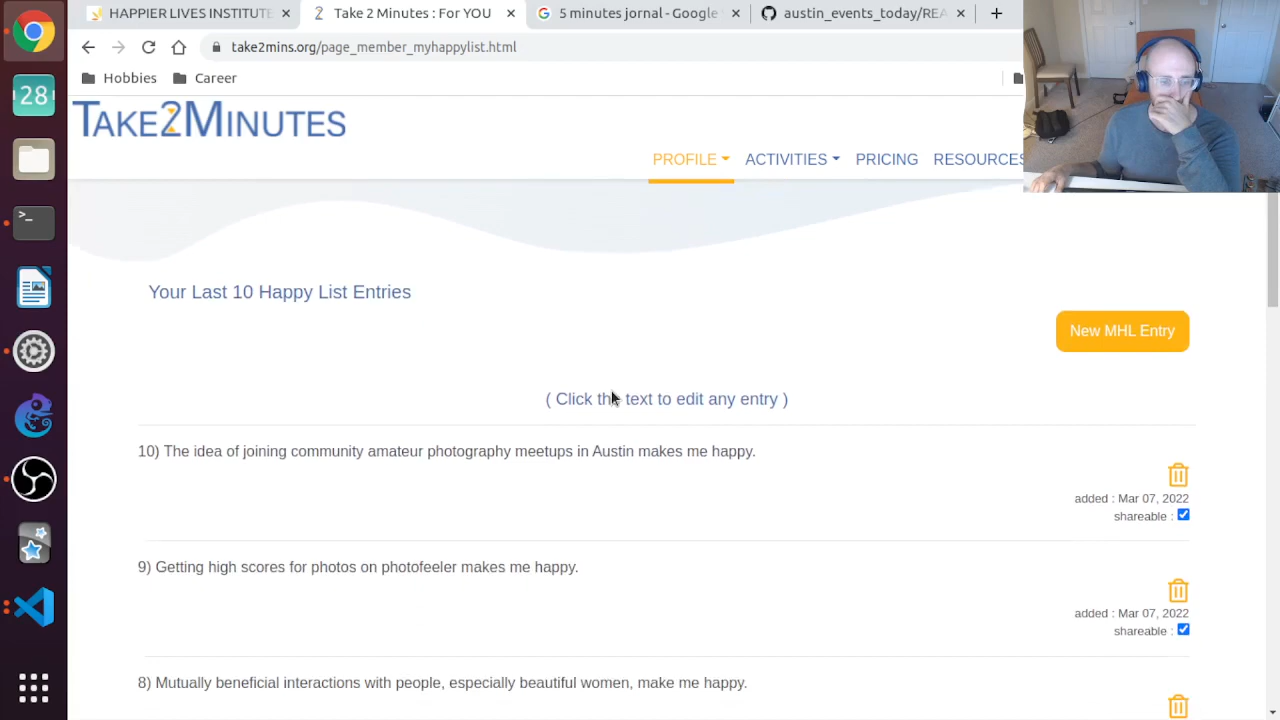 HAPPIER LIVES INSTITUTE
Take 2 Minutes : For YOU
5 minutes jornal - Google
austin_events_today/REA
take2mins.org/page_member_myhappylist.html
Hobbies
Career
28
TAKE2MINUTES
PROFILE
ACTIVITIES
PRICING
RESOURCES
Your Last 10 Happy List Entries
New MHL Entry
( Click the text to edit any entry )
10) The idea of joining community amateur photography meetups in Austin makes me happy.
added : Mar 07, 2022
shareable :
9) Getting high scores for photos on photofeeler makes me happy.
added : Mar 07, 2022
shareable :
8) Mutually beneficial interactions with people, especially beautiful women, make me happy.